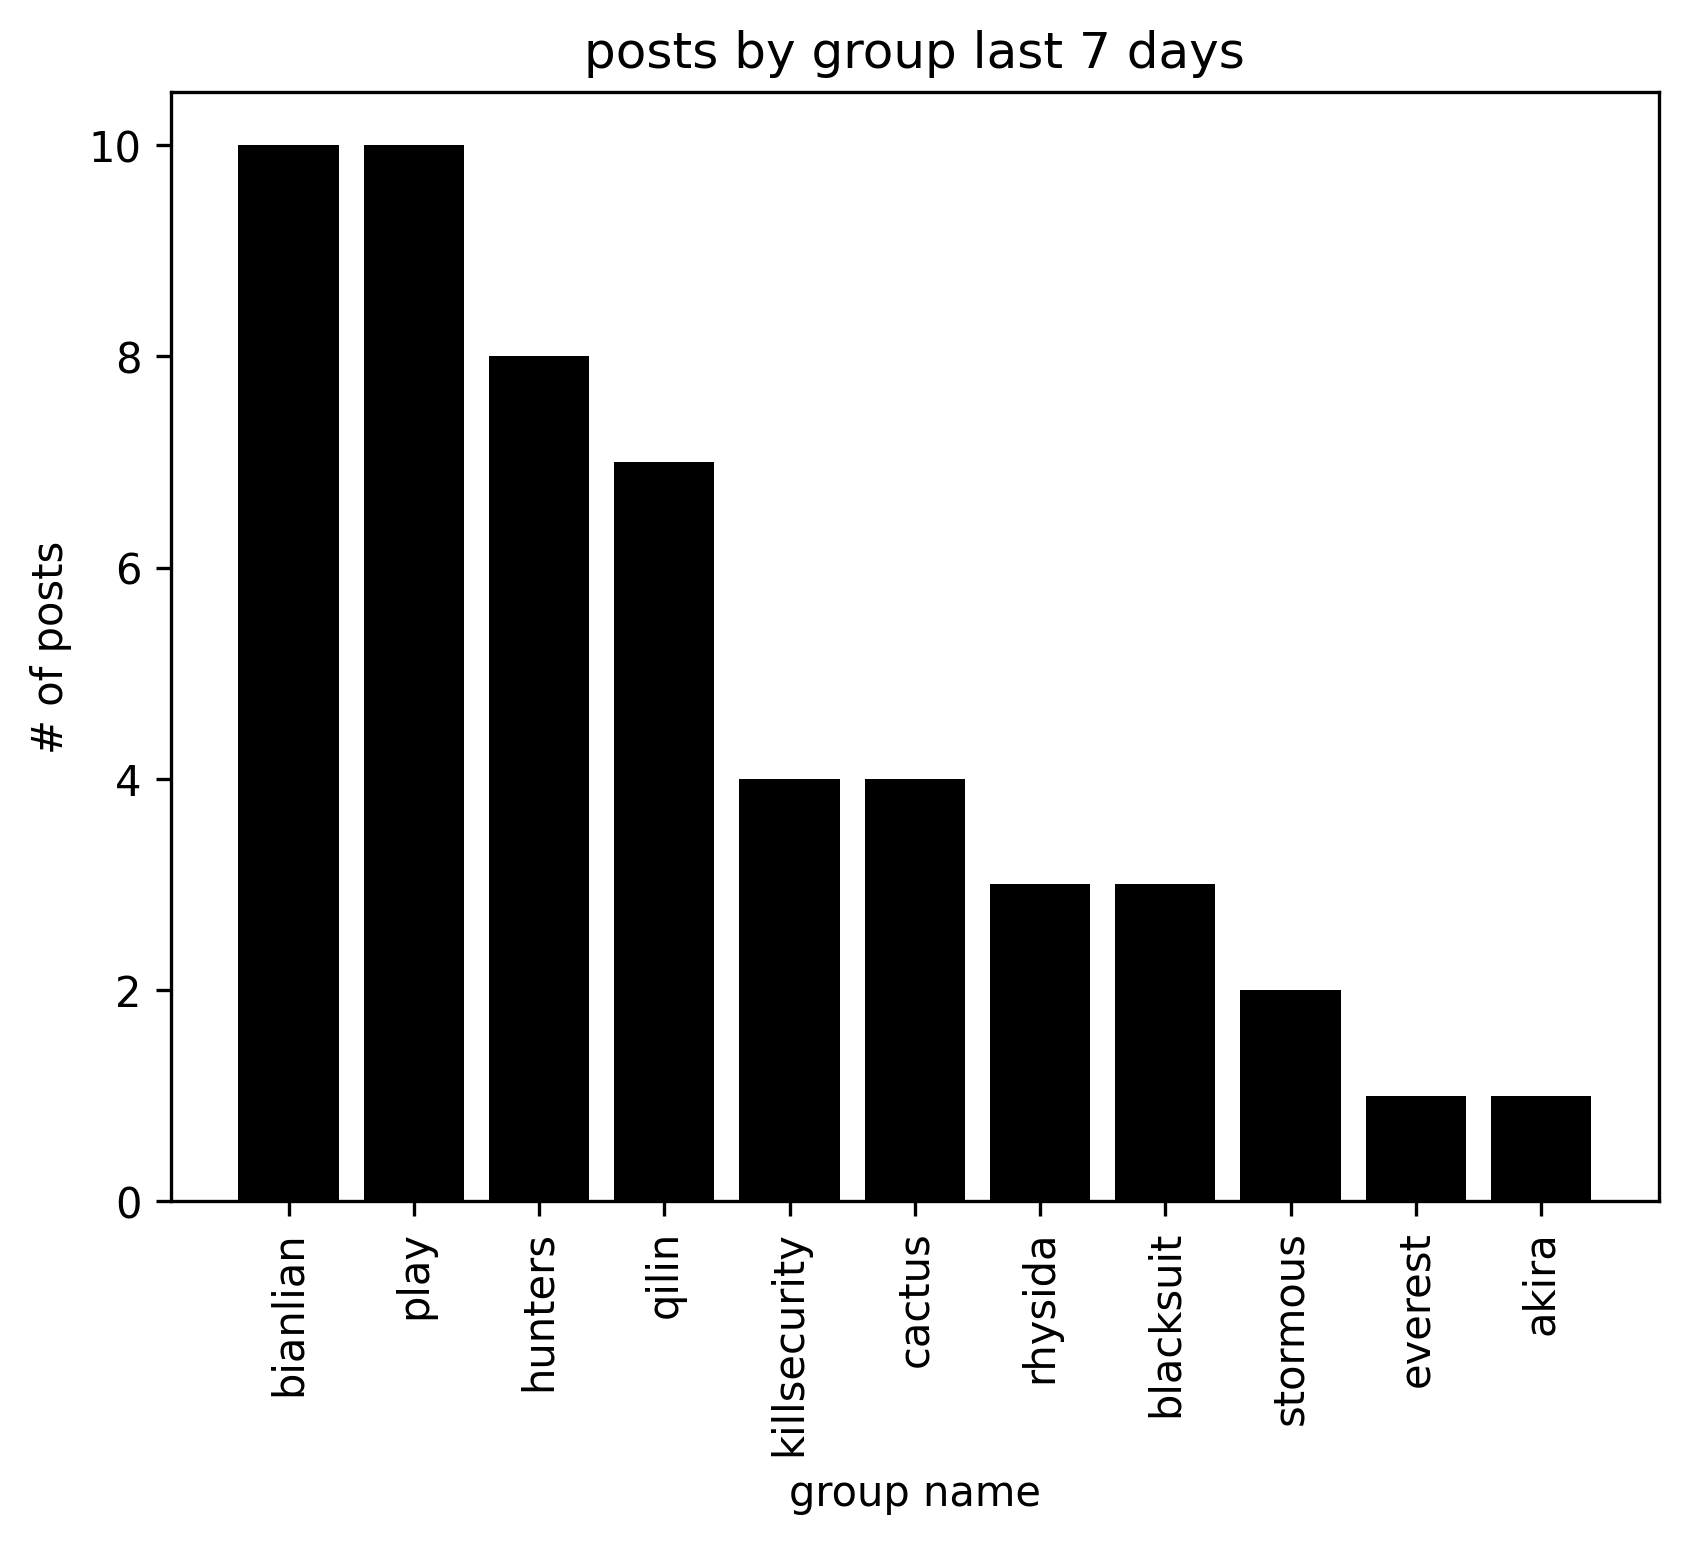 posts by group last 7 days
# of posts
10
8
6
4
2
0
bianlian
play
hunters
qilin
killsecurity
cactus
rhysida
blacksuit
stormous
everest
akira
group name